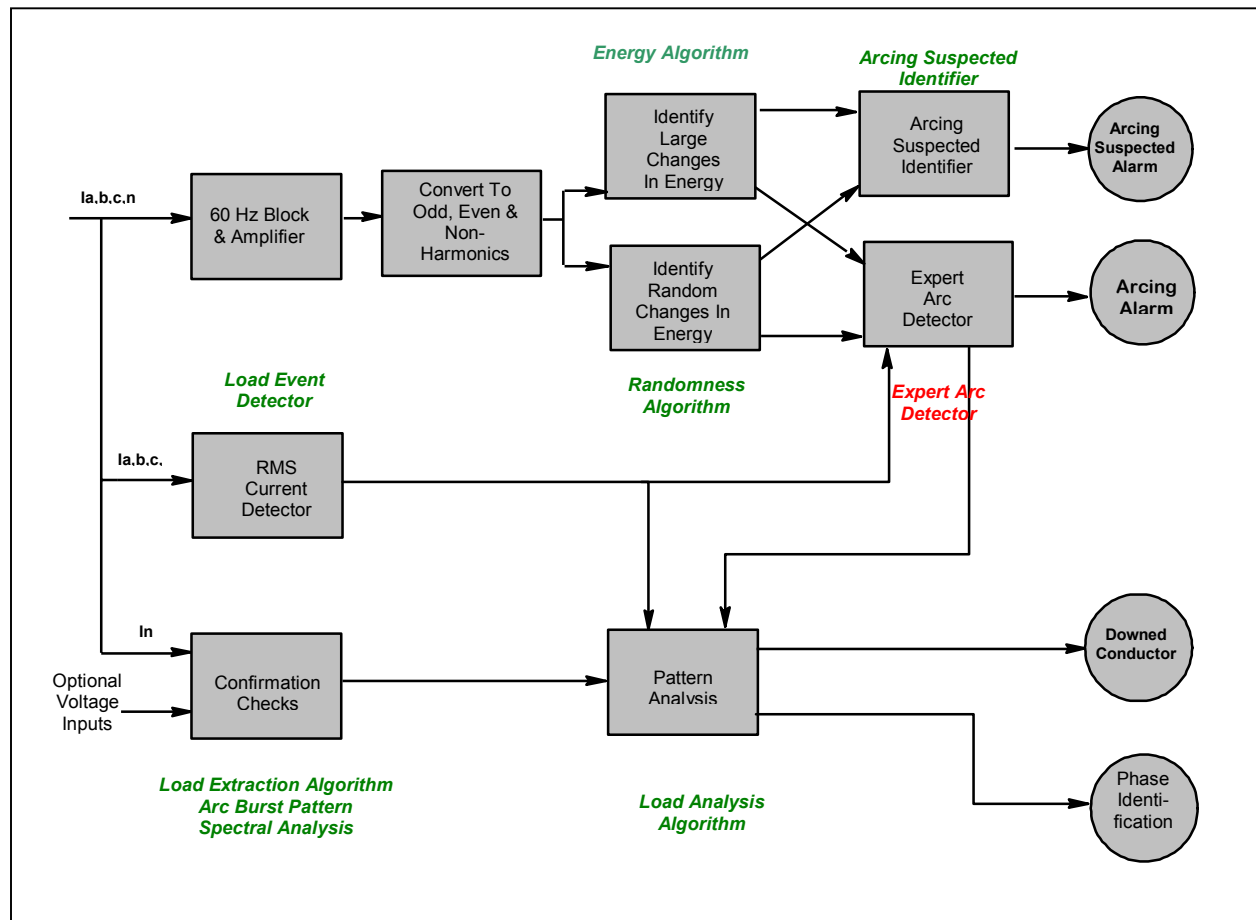 Energy Algorithm
Arcing Suspected
Identifier
Identify
Large
Changes
In Energy
Arcing
Suspected
Identifier
Arcing
Suspected
Alarm
Ia,b,c,n
60 Hz Block
& Amplifier
Convert To
Odd, Even &
Non-
Harmonics
Identify
Random
Changes In
Energy
Expert
Arc
Detector
Arcing
Alarm
Load Event
Detector
Randomness
Algorithm
Expert Arc
Detector
Ia,b,c,
RMS
Current
Detector
In
Optional
Voltage
Inputs
Confirmation
Checks
Pattern
Analysis
Downed
Conductor
Load Extraction Algorithm
Arc Burst Pattern
Spectral Analysis
Load Analysis
Algorithm
Phase
Identi-
fication